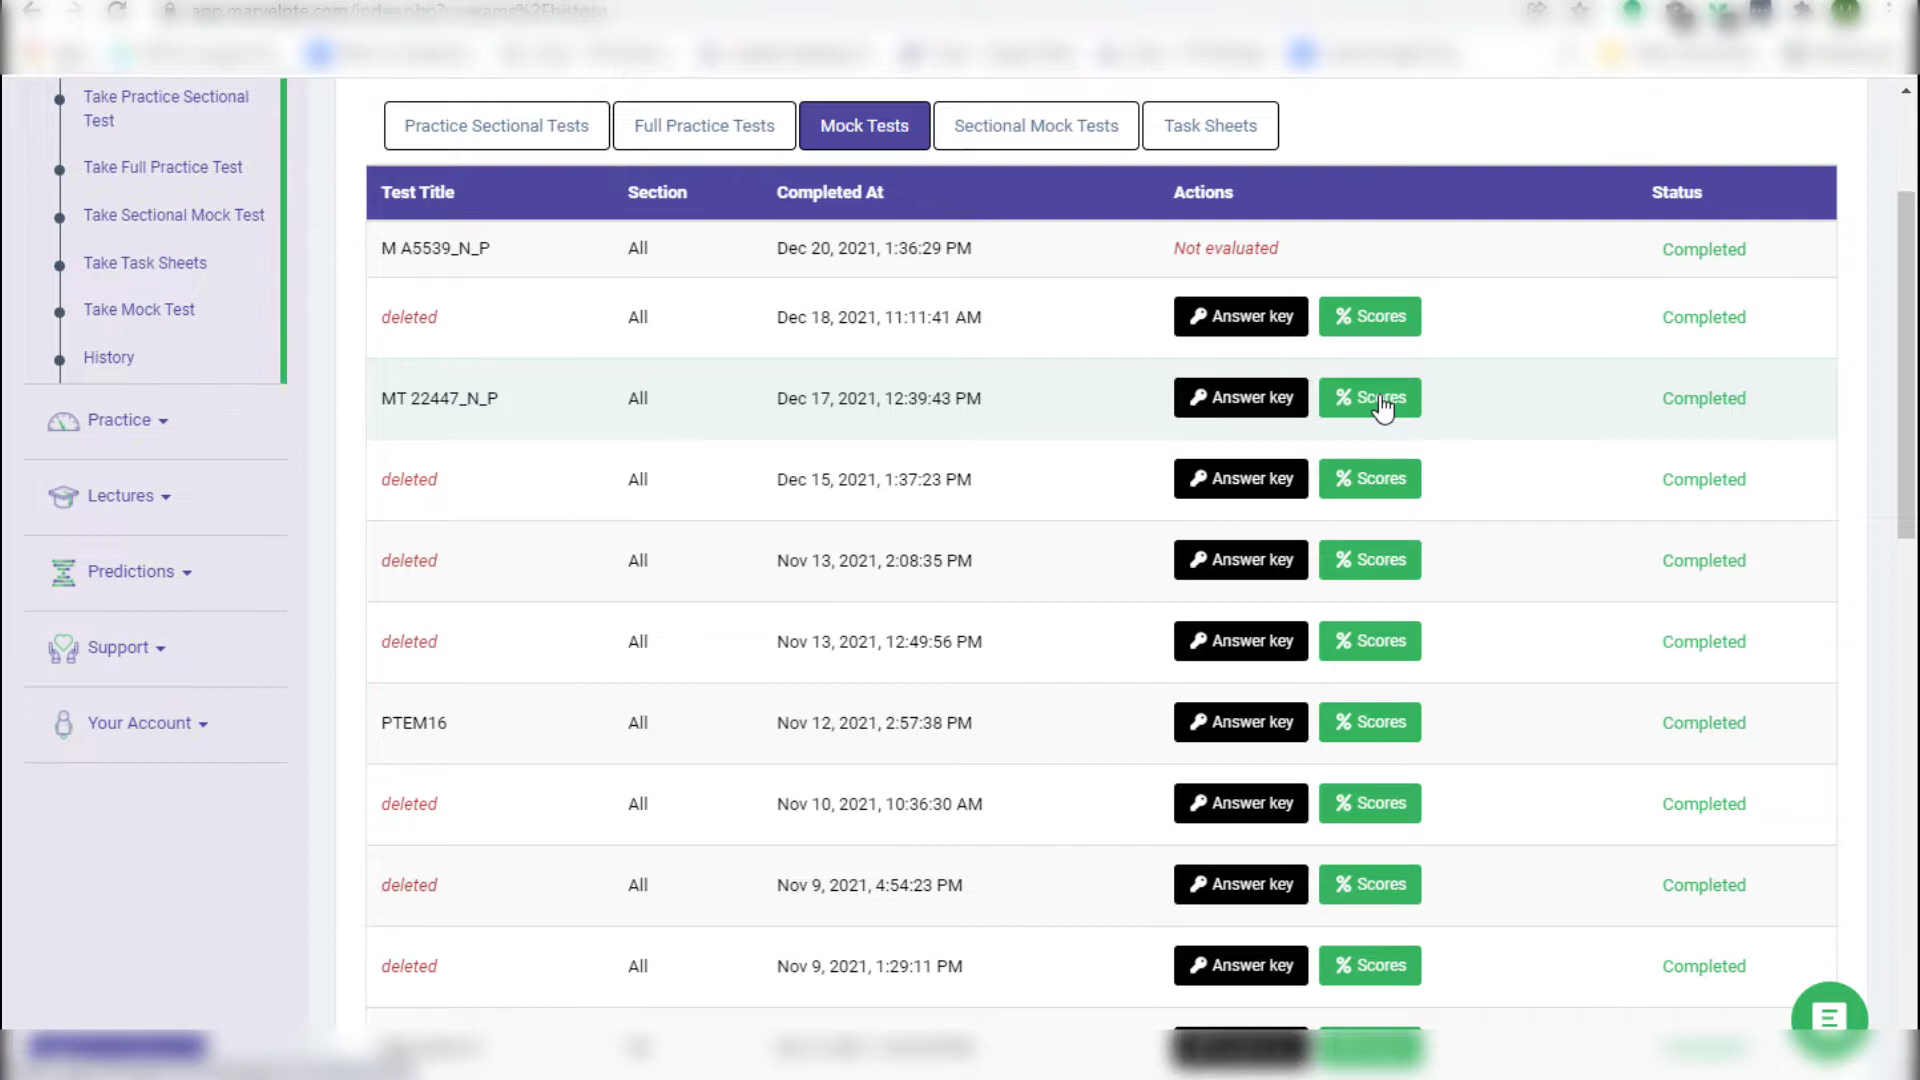 Take Practice Sectional
Test
Take Full Practice Test
Take Sectional Mock Test
Take Task Sheets
Take Mock Test
History
Practice
Lectures
Predictions
Support
Your Account
Practice Sectional Tests Full Practice Tests Mock Tests Sectional Mock Tests Task Sheets
Test Title Section Completed At Actions Status
M A5539_N_P All Dec 20, 2021, 1:36:29 PM Not evaluated Completed
deleted All Dec 18, 2021, 11:11:41 AM Answer key % Scores Completed
MT 22447_N_P All Dec 17, 2021, 12:39:43 PM Answer key % Scores Completed
deleted All Dec 15, 2021, 1:37:23 PM Answer key % Scores Completed
deleted All Nov 13, 2021, 2:08:35 PM Answer key % Scores Completed
deleted All Nov 13, 2021, 12:49:56 PM Answer key % Scores Completed
PTEM16 All Nov 12, 2021, 2:57:38 PM Answer key % Scores Completed
deleted All Nov 10, 2021, 10:36:30 AM Answer key % Scores Completed
deleted All Nov 9, 2021, 4:54:23 PM Answer key % Scores Completed
deleted All Nov 9, 2021, 1:29:11 PM Answer key % Scores Completed